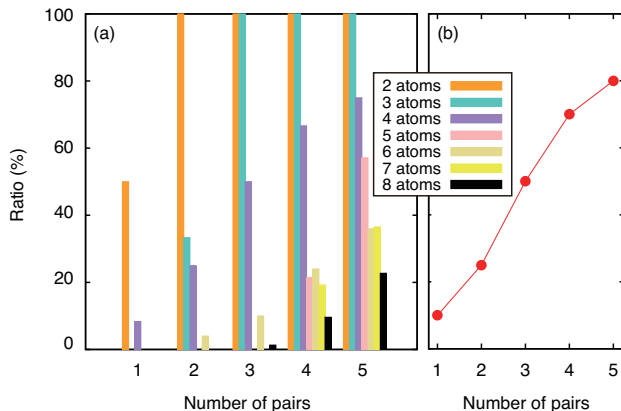 100
80
60
40
20
0
Ratio (%)
(a)
(b)
2 atoms
3 atoms
4 atoms
5 atoms
6 atoms
7 atoms
8 atoms
1 2 3 4 5
1 2 3 4 5
Number of pairs
Number of pairs